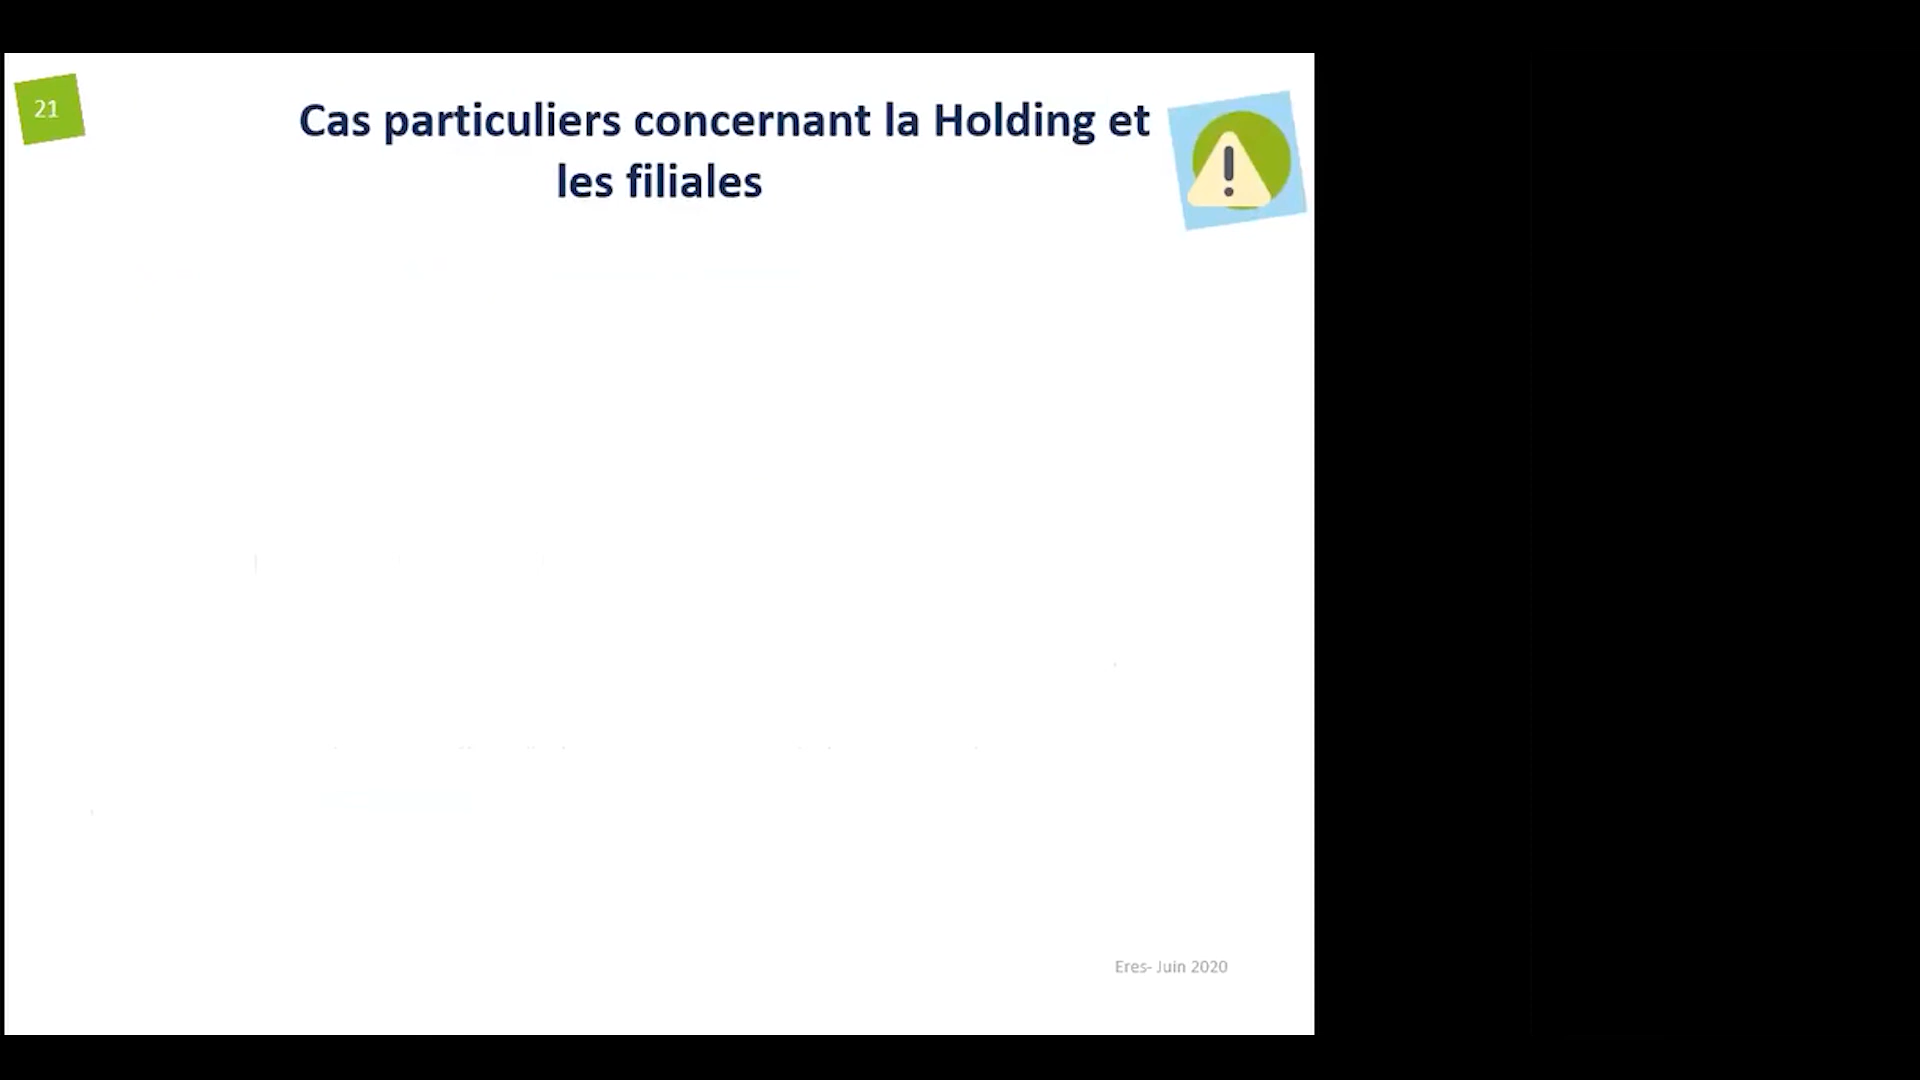 21
Cas particuliers concernant la Holding et
les filiales
Eres- Juin 2020